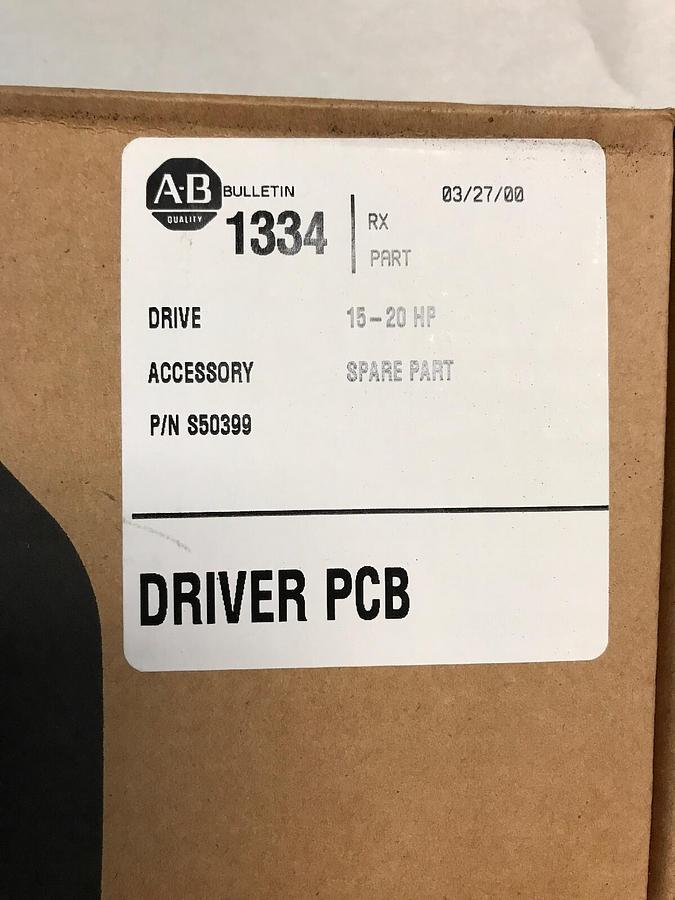 A-B
QUALITY
BULLETIN
1334
RX
PART
03/27/00
DRIVE 15-20 HP
ACCESSORY SPARE PART
P/N S50399
DRIVER PCB